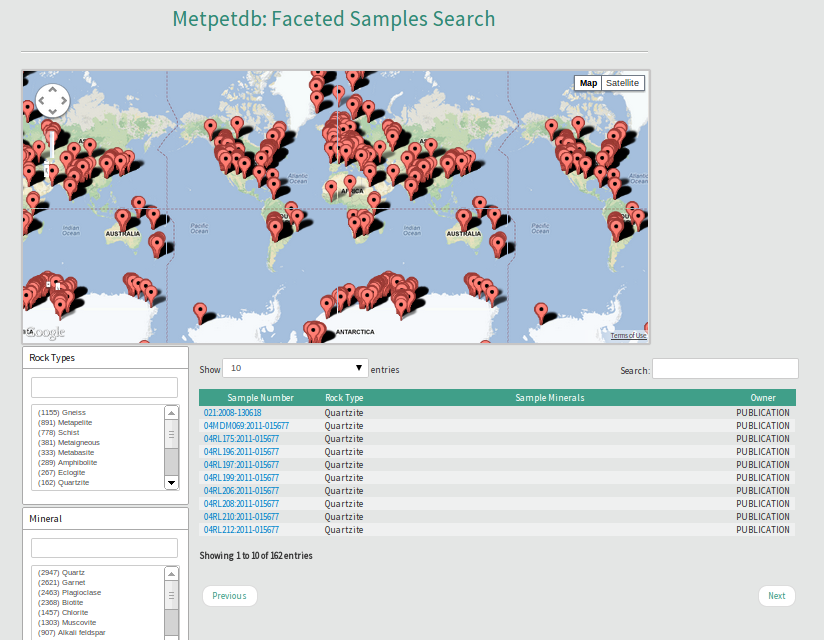 Metpetdb: Faceted Samples Search
Map Satellite
Atlantic Ocean
AFRICA
Indian Ocean
AUSTRALIA
Pacific Ocean
Indian Ocean
AUSTRALIA
Pacific Ocean
ANTARCTICA
Google
Terms of Use
Rock Types
(1155) Gneiss
(891) Metapelite
(778) Schist
(381) Metaigneous
(333) Metabasite
(289) Amphibolite
(267) Eclogite
(162) Quartzite
Mineral
(2947) Quartz
(2621) Garnet
(2463) Plagioclase
(2368) Biotite
(1457) Chlorite
(1303) Muscovite
(907) Alkali feldspar
Show 10 entries Search:
Sample Number Rock Type Sample Minerals Owner
021:2008-130618 Quartzite PUBLICATION
04MDM069:2011-015677 Quartzite PUBLICATION
04RL175:2011-015677 Quartzite PUBLICATION
04RL196:2011-015677 Quartzite PUBLICATION
04RL197:2011-015677 Quartzite PUBLICATION
04RL199:2011-015677 Quartzite PUBLICATION
04RL206:2011-015677 Quartzite PUBLICATION
04RL208:2011-015677 Quartzite PUBLICATION
04RL210:2011-015677 Quartzite PUBLICATION
04RL212:2011-015677 Quartzite PUBLICATION
Showing 1 to 10 of 162 entries
Previous Next